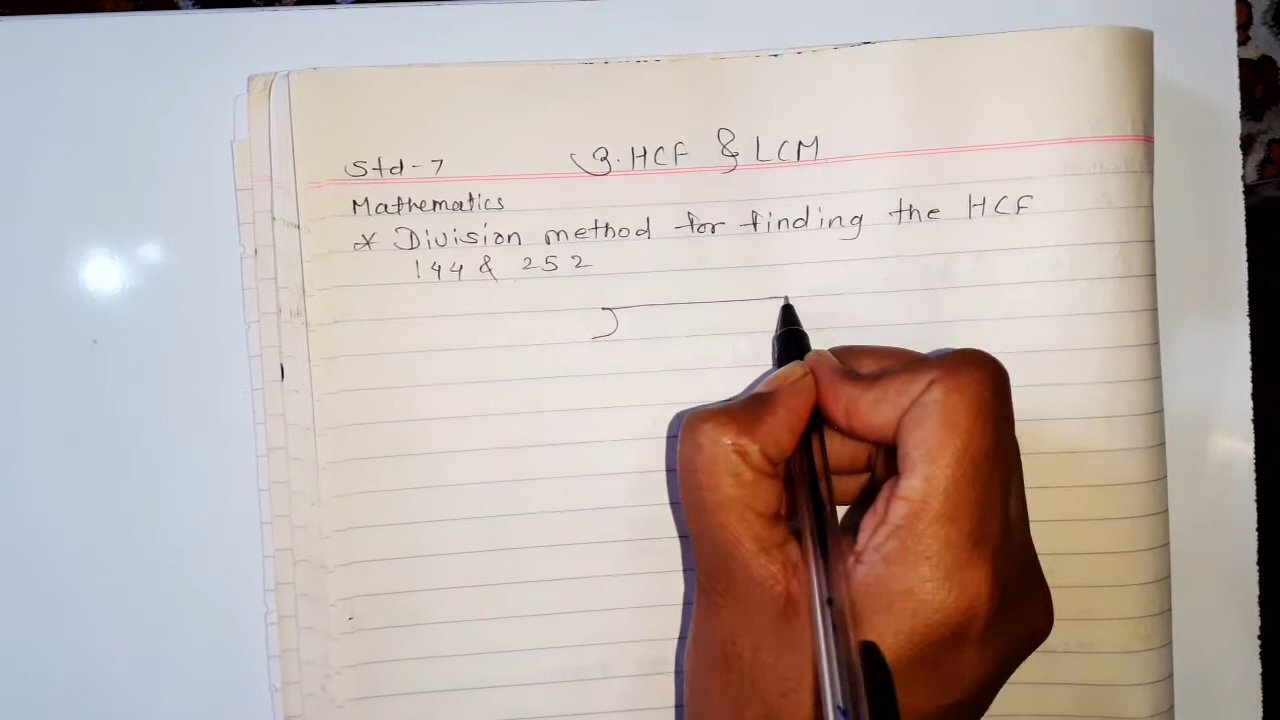 Std-7 3. HCF & LCM
Mathematics
* Division method for finding the HCF
144 & 252